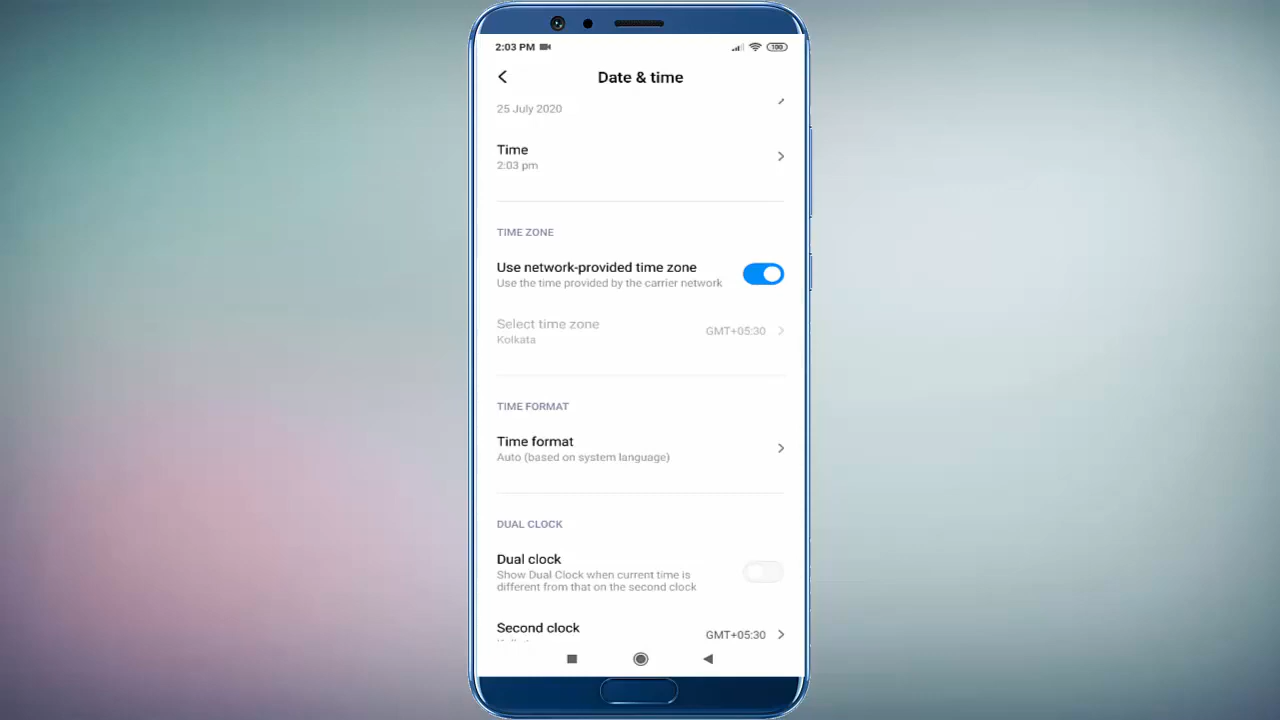 2:03 PM
100
Date & time
25 July 2020
Time
2:03 pm
TIME ZONE
Use network-provided time zone
Use the time provided by the carrier network
Select time zone
GMT+05:30
Kolkata
TIME FORMAT
Time format
Auto (based on system language)
DUAL CLOCK
Dual clock
Show Dual Clock when current time is
different from that on the second clock
Second clock
GMT+05:30